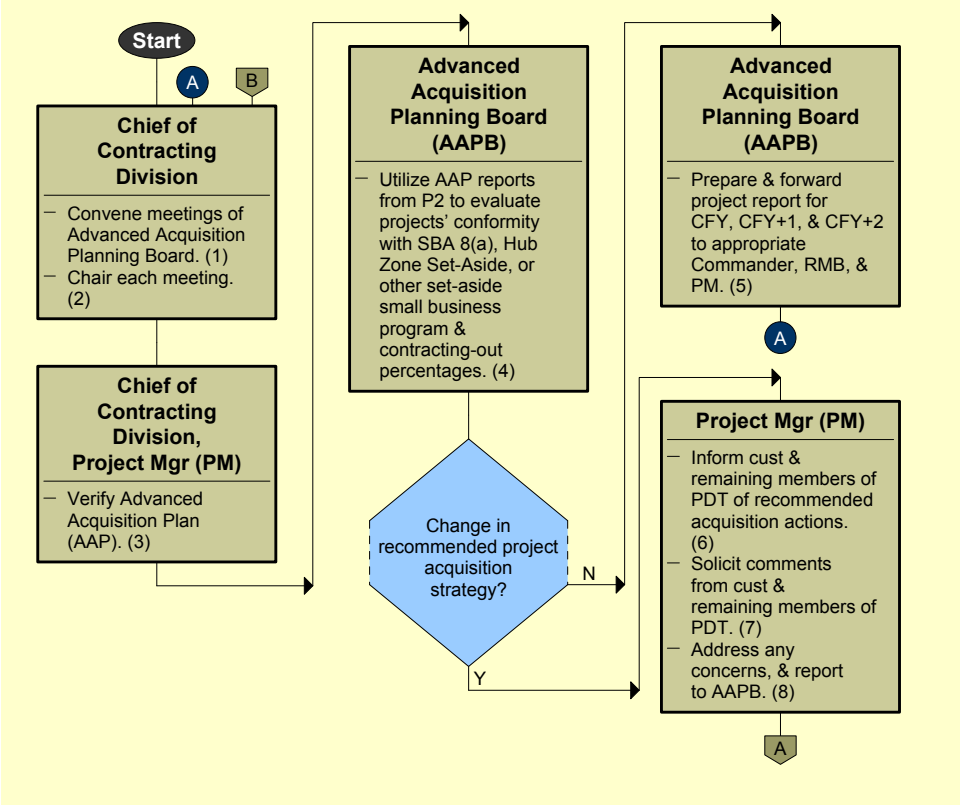 Start
A
B
Chief of
Contracting
Division
– Convene meetings of
Advanced Acquisition
Planning Board. (1)
– Chair each meeting.
(2)
Chief of
Contracting
Division,
Project Mgr (PM)
– Verify Advanced
Acquisition Plan
(AAP). (3)
Advanced
Acquisition
Planning Board
(AAPB)
– Utilize AAP reports
from P2 to evaluate
projects’ conformity
with SBA 8(a), Hub
Zone Set-Aside, or
other set-aside
small business
program &
contracting-out
percentages. (4)
Change in
recommended project
acquisition
strategy?
N
Y
Advanced
Acquisition
Planning Board
(AAPB)
– Prepare & forward
project report for
CFY, CFY+1, & CFY+2
to appropriate
Commander, RMB, &
PM. (5)
A
Project Mgr (PM)
– Inform cust &
remaining members of
PDT of recommended
acquisition actions.
(6)
– Solicit comments
from cust &
remaining members of
PDT. (7)
– Address any
concerns, & report
to AAPB. (8)
A